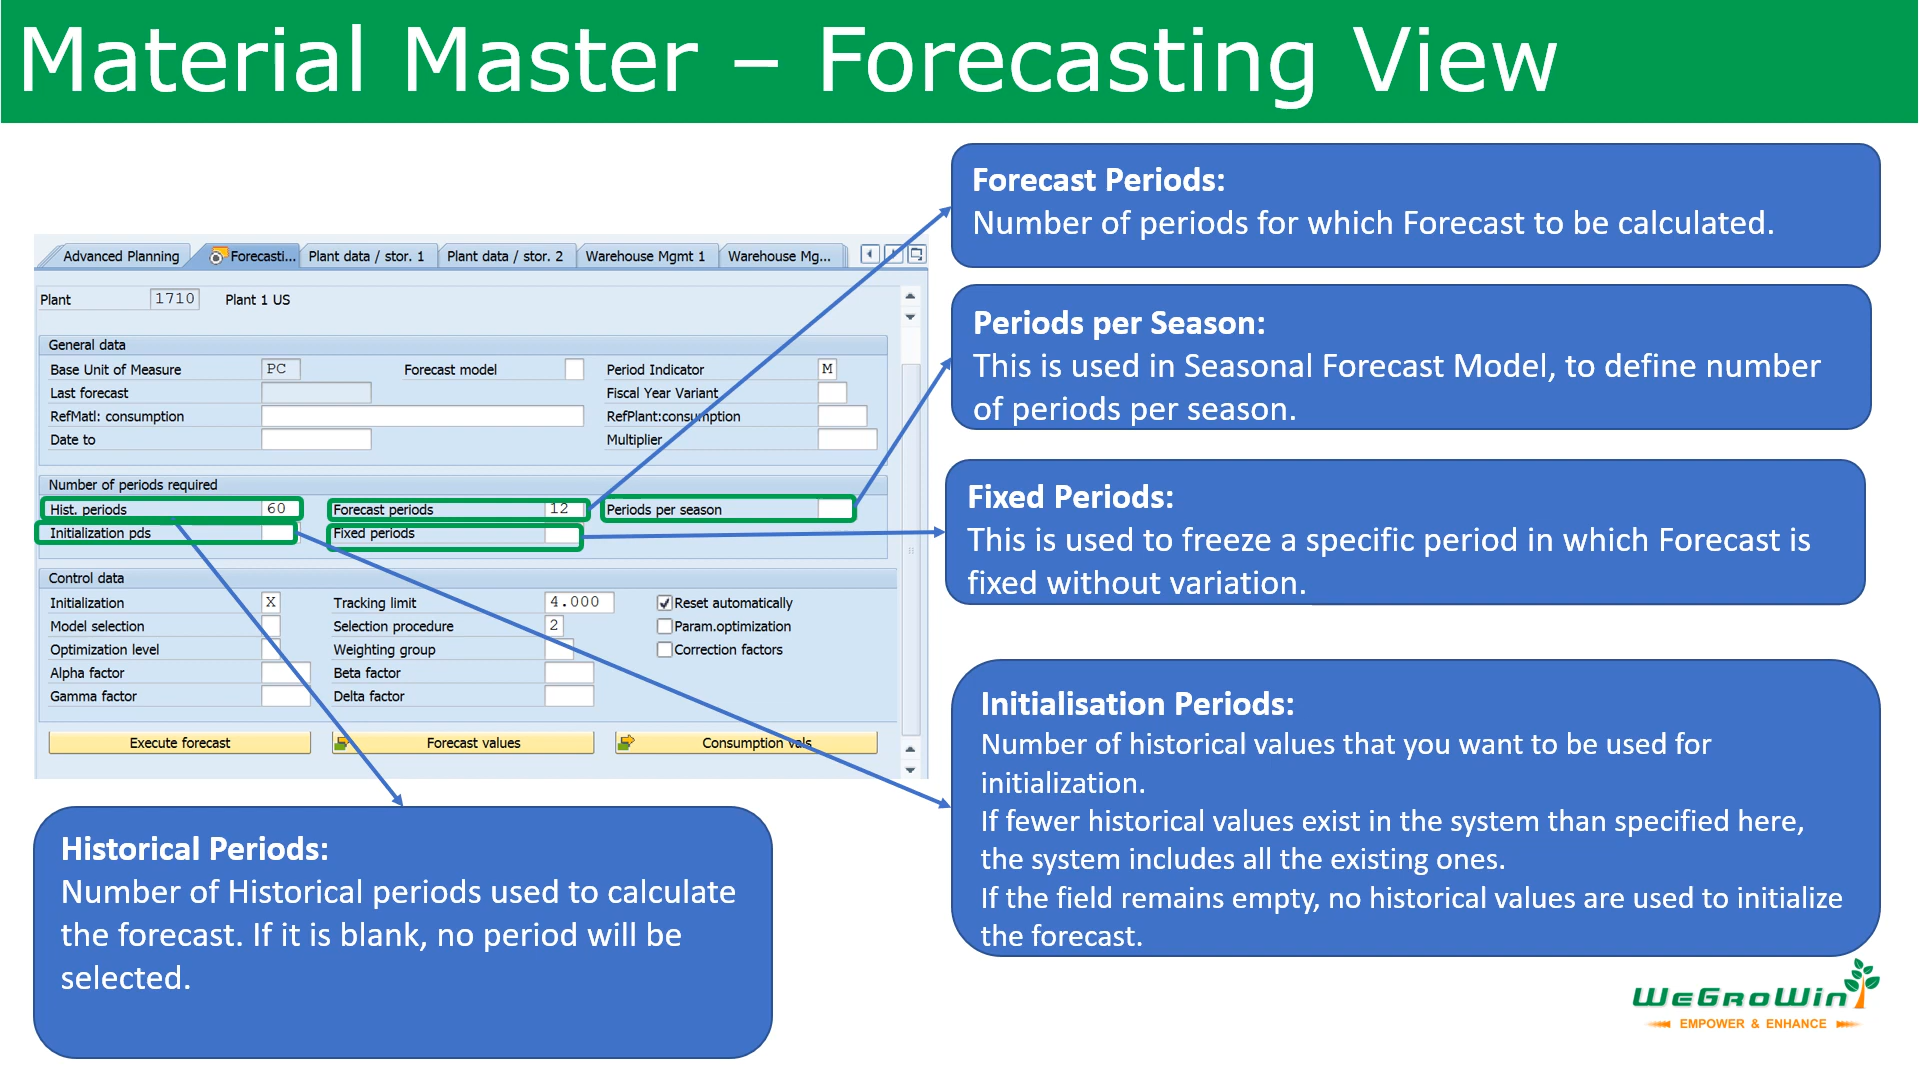 Material Master – Forecasting View
Forecast Periods:
Number of periods for which Forecast to be calculated.
Periods per Season:
This is used in Seasonal Forecast Model, to define number
of periods per season.
Fixed Periods:
This is used to freeze a specific period in which Forecast is
fixed without variation.
Initialisation Periods:
Number of historical values that you want to be used for
initialization.
If fewer historical values exist in the system than specified here,
the system includes all the existing ones.
If the field remains empty, no historical values are used to initialize
the forecast.
Historical Periods:
Number of Historical periods used to calculate
the forecast. If it is blank, no period will be
selected.
Advanced Planning Forecasti... Plant data / stor. 1 Plant data / stor. 2 Warehouse Mgmt 1 Warehouse Mg...
Plant 1710 Plant 1 US
General data
Base Unit of Measure PC Forecast model Period Indicator M
Last forecast Fiscal Year Variant
RefMatl: consumption RefPlant:consumption
Date to Multiplier
Number of periods required
Hist. periods 60 Forecast periods 12 Periods per season
Initialization pds Fixed periods
Control data
Initialization X Tracking limit 4.000 Reset automatically
Model selection Selection procedure 2 Param.optimization
Optimization level Weighting group Correction factors
Alpha factor Beta factor
Gamma factor Delta factor
Execute forecast Forecast values Consumption vals
WeGroWin
EMPOWER & ENHANCE